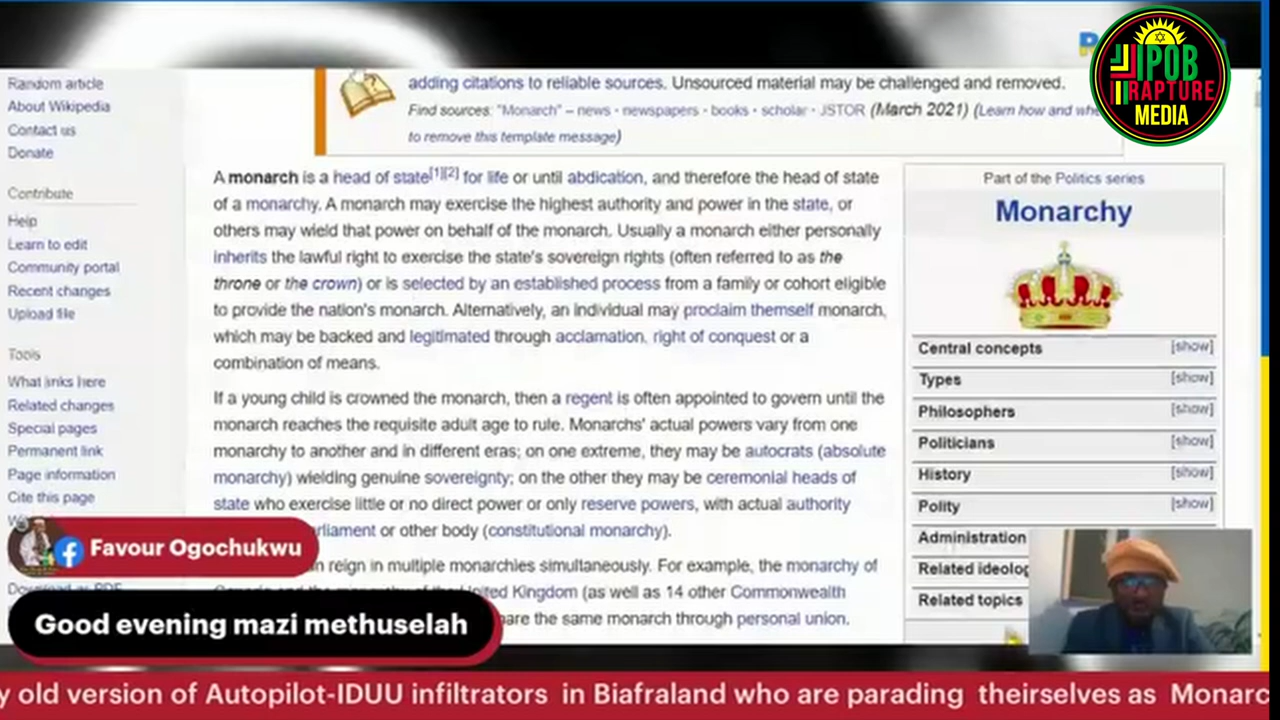 IPOB
RAPTURE
MEDIA
Random article
About Wikipedia
Contact us
Donate
Contribute
Help
Learn to edit
Community portal
Recent changes
Upload file
Tools
What links here
Related changes
Special pages
Permanent link
Page information
Cite this page
Download as PDF
adding citations to reliable sources. Unsourced material may be challenged and removed.
Find sources: "Monarch" – news · newspapers · books · scholar · JSTOR (March 2021) (Learn how and
to remove this template message)
A monarch is a head of state[1][2] for life or until abdication, and therefore the head of state
of a monarchy. A monarch may exercise the highest authority and power in the state, or
others may wield that power on behalf of the monarch. Usually a monarch either personally
inherits the lawful right to exercise the state's sovereign rights (often referred to as the
throne or the crown) or is selected by an established process from a family or cohort eligible
to provide the nation's monarch. Alternatively, an individual may proclaim themself monarch,
which may be backed and legitimated through acclamation, right of conquest or a
combination of means.
If a young child is crowned the monarch, then a regent is often appointed to govern until the
monarch reaches the requisite adult age to rule. Monarchs' actual powers vary from one
monarchy to another and in different eras; on one extreme, they may be autocrats (absolute
monarchy) wielding genuine sovereignty; on the other they may be ceremonial heads of
state who exercise little or no direct power or only reserve powers, with actual authority
rliament or other body (constitutional monarchy).
n reign in multiple monarchies simultaneously. For example, the monarchy of
ited Kingdom (as well as 14 other Commonwealth
are the same monarch through personal union.
Part of the Politics series
Monarchy
Central concepts [show]
Types [show]
Philosophers [show]
Politicians [show]
History [show]
Polity [show]
Administration
Related ideolog
Related topics
Favour Ogochukwu
Good evening mazi methuselah
y old version of Autopilot-IDUU infiltrators in Biafraland who are parading theirselves as Monarc